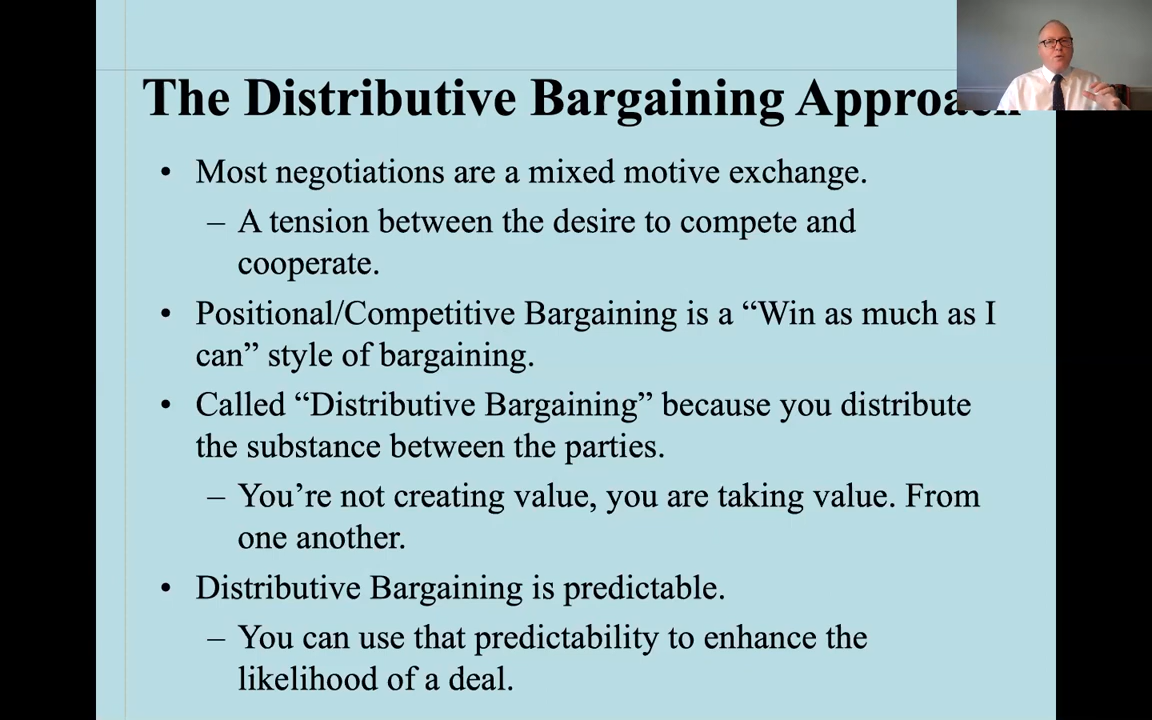 The Distributive Bargaining Approach
• Most negotiations are a mixed motive exchange.
– A tension between the desire to compete and
cooperate.
• Positional/Competitive Bargaining is a “Win as much as I
can” style of bargaining.
• Called “Distributive Bargaining” because you distribute
the substance between the parties.
– You’re not creating value, you are taking value. From
one another.
• Distributive Bargaining is predictable.
– You can use that predictability to enhance the
likelihood of a deal.